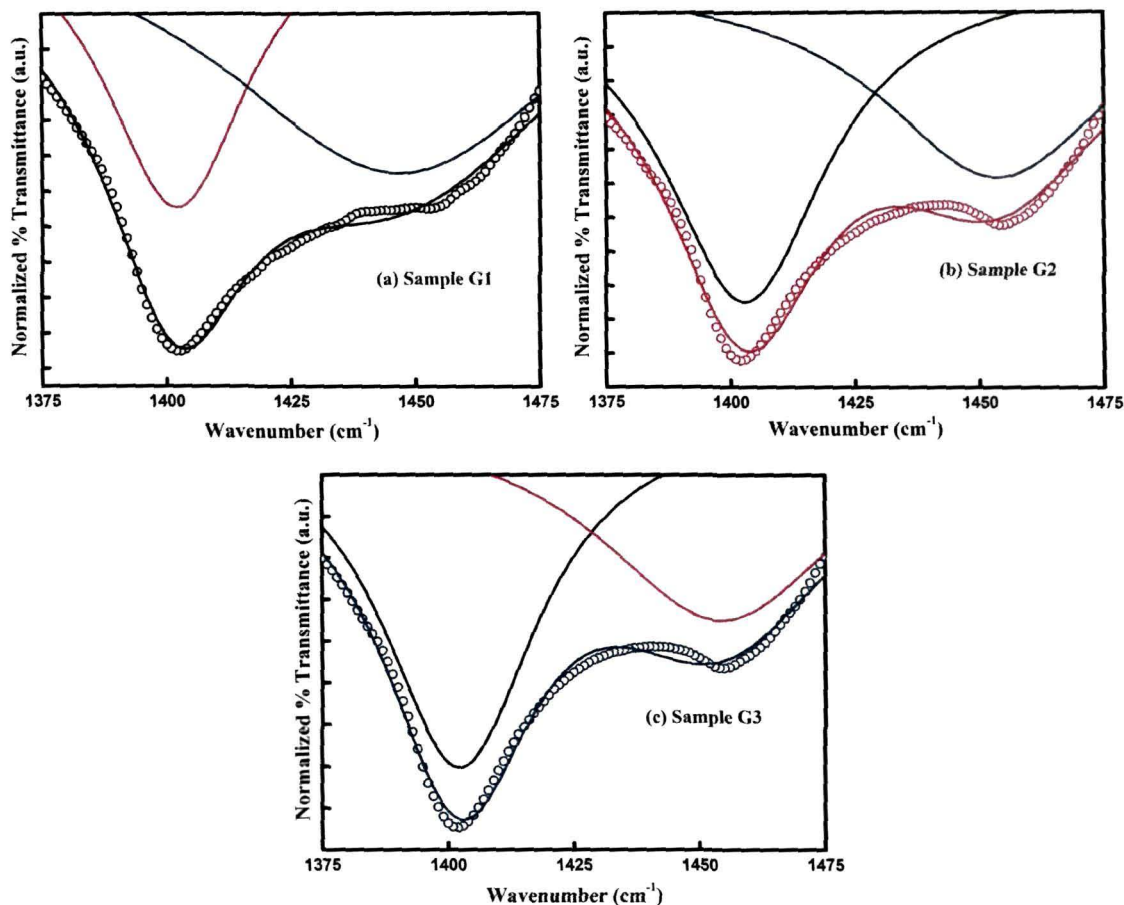 Normalized % Transmittance (a.u.)
(a) Sample G1
1375 1400 1425 1450 1475
Wavenumber (cm⁻¹)
Normalized % Transmittance (a.u.)
(b) Sample G2
1375 1400 1425 1450 1475
Wavenumber (cm⁻¹)
Normalized % Transmittance (a.u.)
(c) Sample G3
1375 1400 1425 1450 1475
Wavenumber (cm⁻¹)